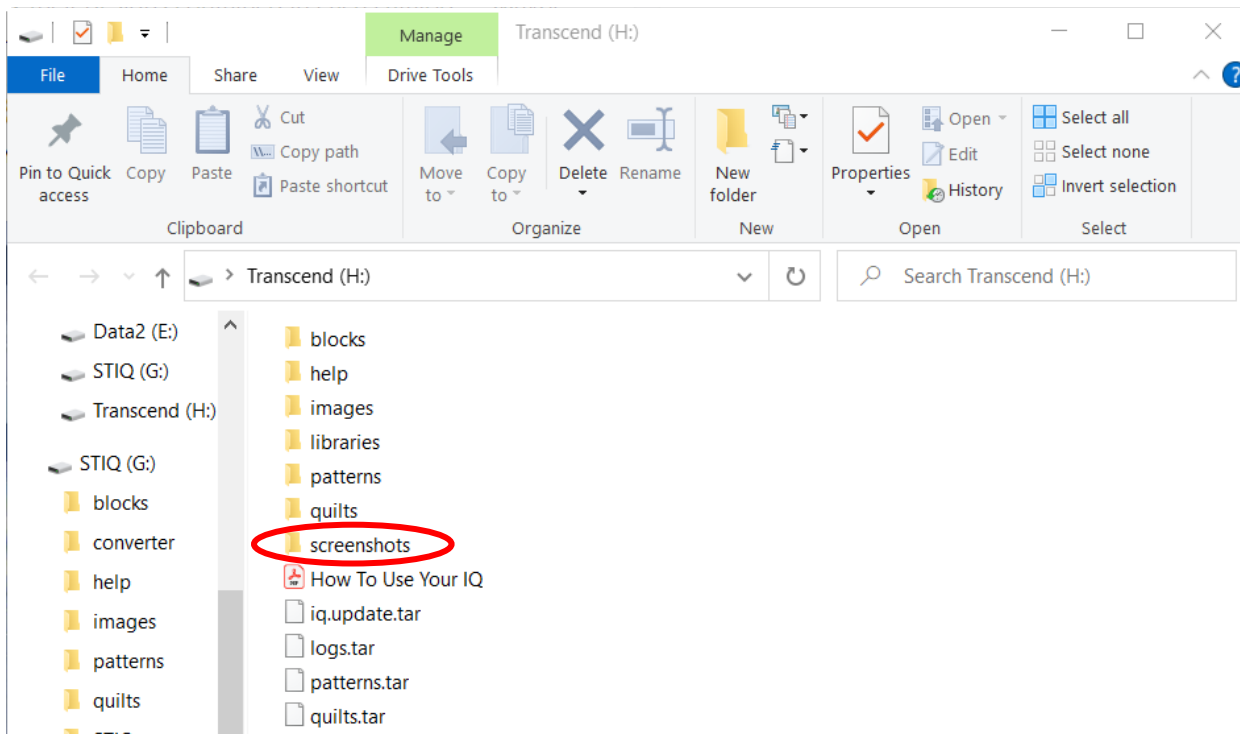 Manage
Transcend (H:)
File Home Share View Drive Tools
Pin to Quick access
Copy
Paste
Cut
Copy path
Paste shortcut
Clipboard
Move to
Copy to
Delete
Rename
Organize
New folder
New
Properties
Open
Edit
History
Open
Select all
Select none
Invert selection
Select
Transcend (H:)
Search Transcend (H:)
Data2 (E:)
STIQ (G:)
Transcend (H:)
STIQ (G:)
blocks
converter
help
images
patterns
quilts
blocks
help
images
libraries
patterns
quilts
screenshots
How To Use Your IQ
iq.update.tar
logs.tar
patterns.tar
quilts.tar